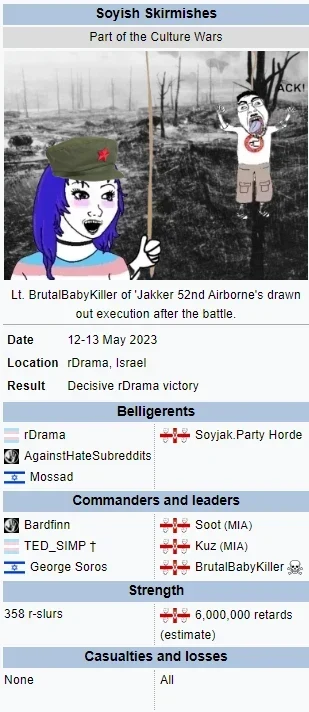 Soyish Skirmishes
Part of the Culture Wars
ACK!
Lt. BrutalBabyKiller of 'Jakker 52nd Airborne's drawn
out execution after the battle.
Date 12-13 May 2023
Location rDrama, Israel
Result Decisive rDrama victory
Belligerents
rDrama Soyjak.Party Horde
AgainstHateSubreddits
Mossad
Commanders and leaders
Bardfinn Soot (MIA)
TED_SIMP † Kuz (MIA)
George Soros BrutalBabyKiller ☠
Strength
358 r-slurs 6,000,000 retards
(estimate)
Casualties and losses
None All